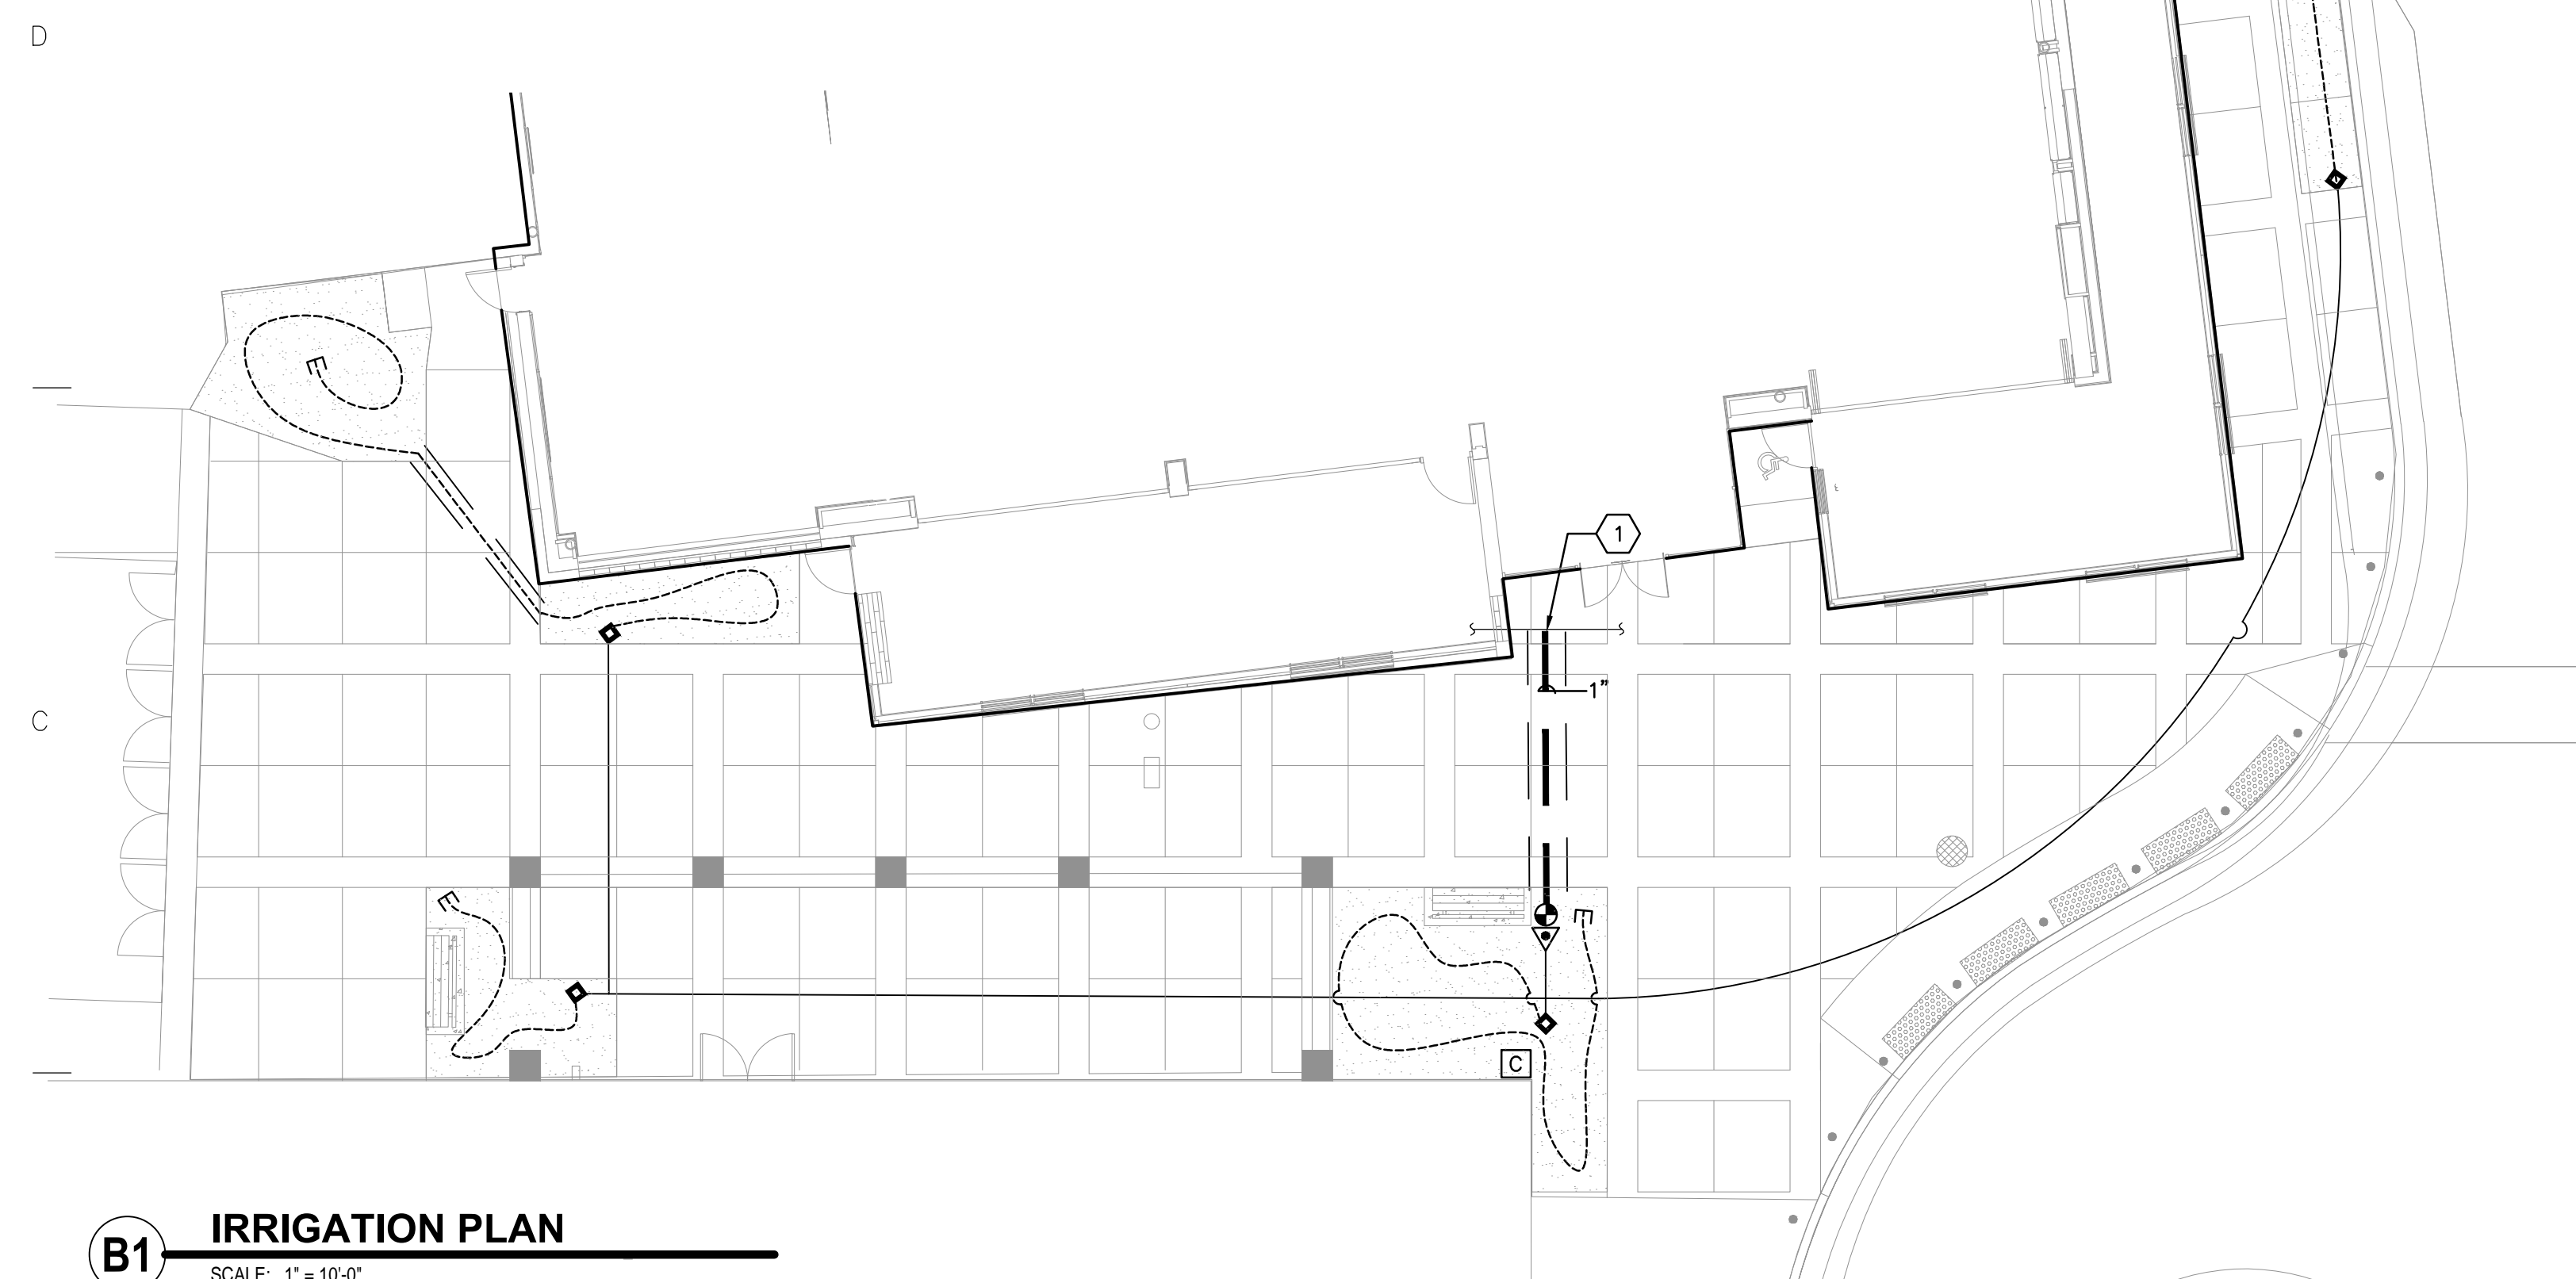 D
E
1
1"
C
E
E
C
B1
IRRIGATION PLAN
SCALE: 1" = 10'-0"